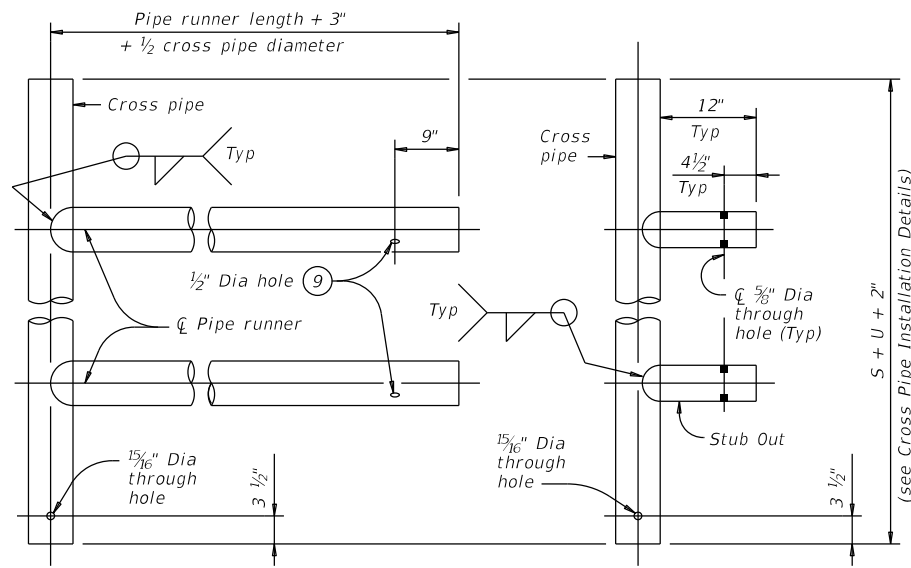 Pipe runner length + 3"
+ ½ cross pipe diameter
Cross pipe
Typ
9"
½" Dia hole
9
℄ Pipe runner
15/16" Dia
through
hole
3 ½"
Cross
pipe
12"
Typ
4½"
Typ
Typ
℄ 5/8" Dia
through
hole (Typ)
Stub Out
15/16" Dia
through
hole
3 ½"
S + U + 2"
(see Cross Pipe Installation Details)